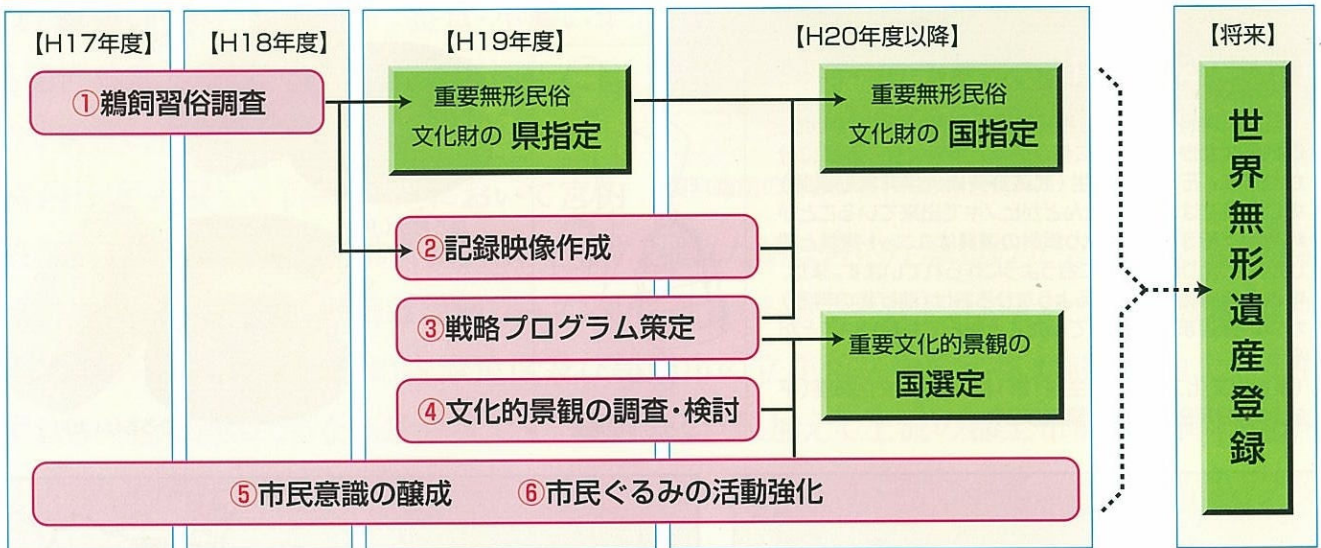 【H17年度】
【H18年度】
【H19年度】
【H20年度以降】
【将来】
①鵜飼習俗調査
重要無形民俗
文化財の 県指定
重要無形民俗
文化財の 国指定
②記録映像作成
③戦略プログラム策定
重要文化的景観の
国選定
④文化的景観の調査・検討
⑤市民意識の醸成 ⑥市民ぐるみの活動強化
世界無形遺産登録